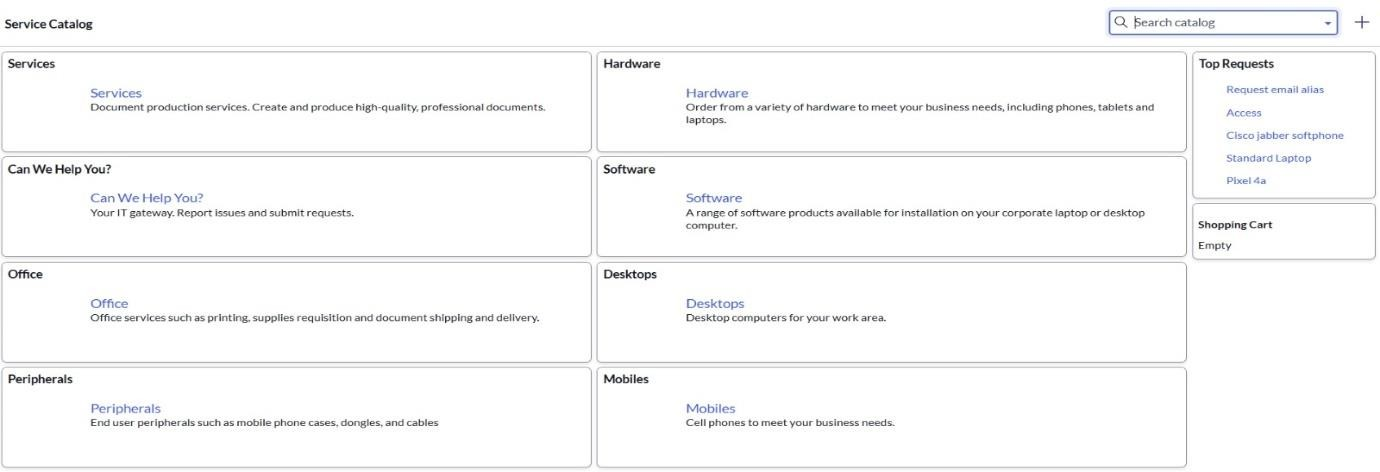 Service Catalog
Search catalog
Services
Services
Document production services. Create and produce high-quality, professional documents.
Can We Help You?
Can We Help You?
Your IT gateway. Report issues and submit requests.
Office
Office
Office services such as printing, supplies requisition and document shipping and delivery.
Peripherals
Peripherals
End user peripherals such as mobile phone cases, dongles, and cables
Hardware
Hardware
Order from a variety of hardware to meet your business needs, including phones, tablets and
laptops.
Software
Software
A range of software products available for installation on your corporate laptop or desktop
computer.
Desktops
Desktops
Desktop computers for your work area.
Mobiles
Mobiles
Cell phones to meet your business needs.
Top Requests
Request email alias
Access
Cisco jabber softphone
Standard Laptop
Pixel 4a
Shopping Cart
Empty